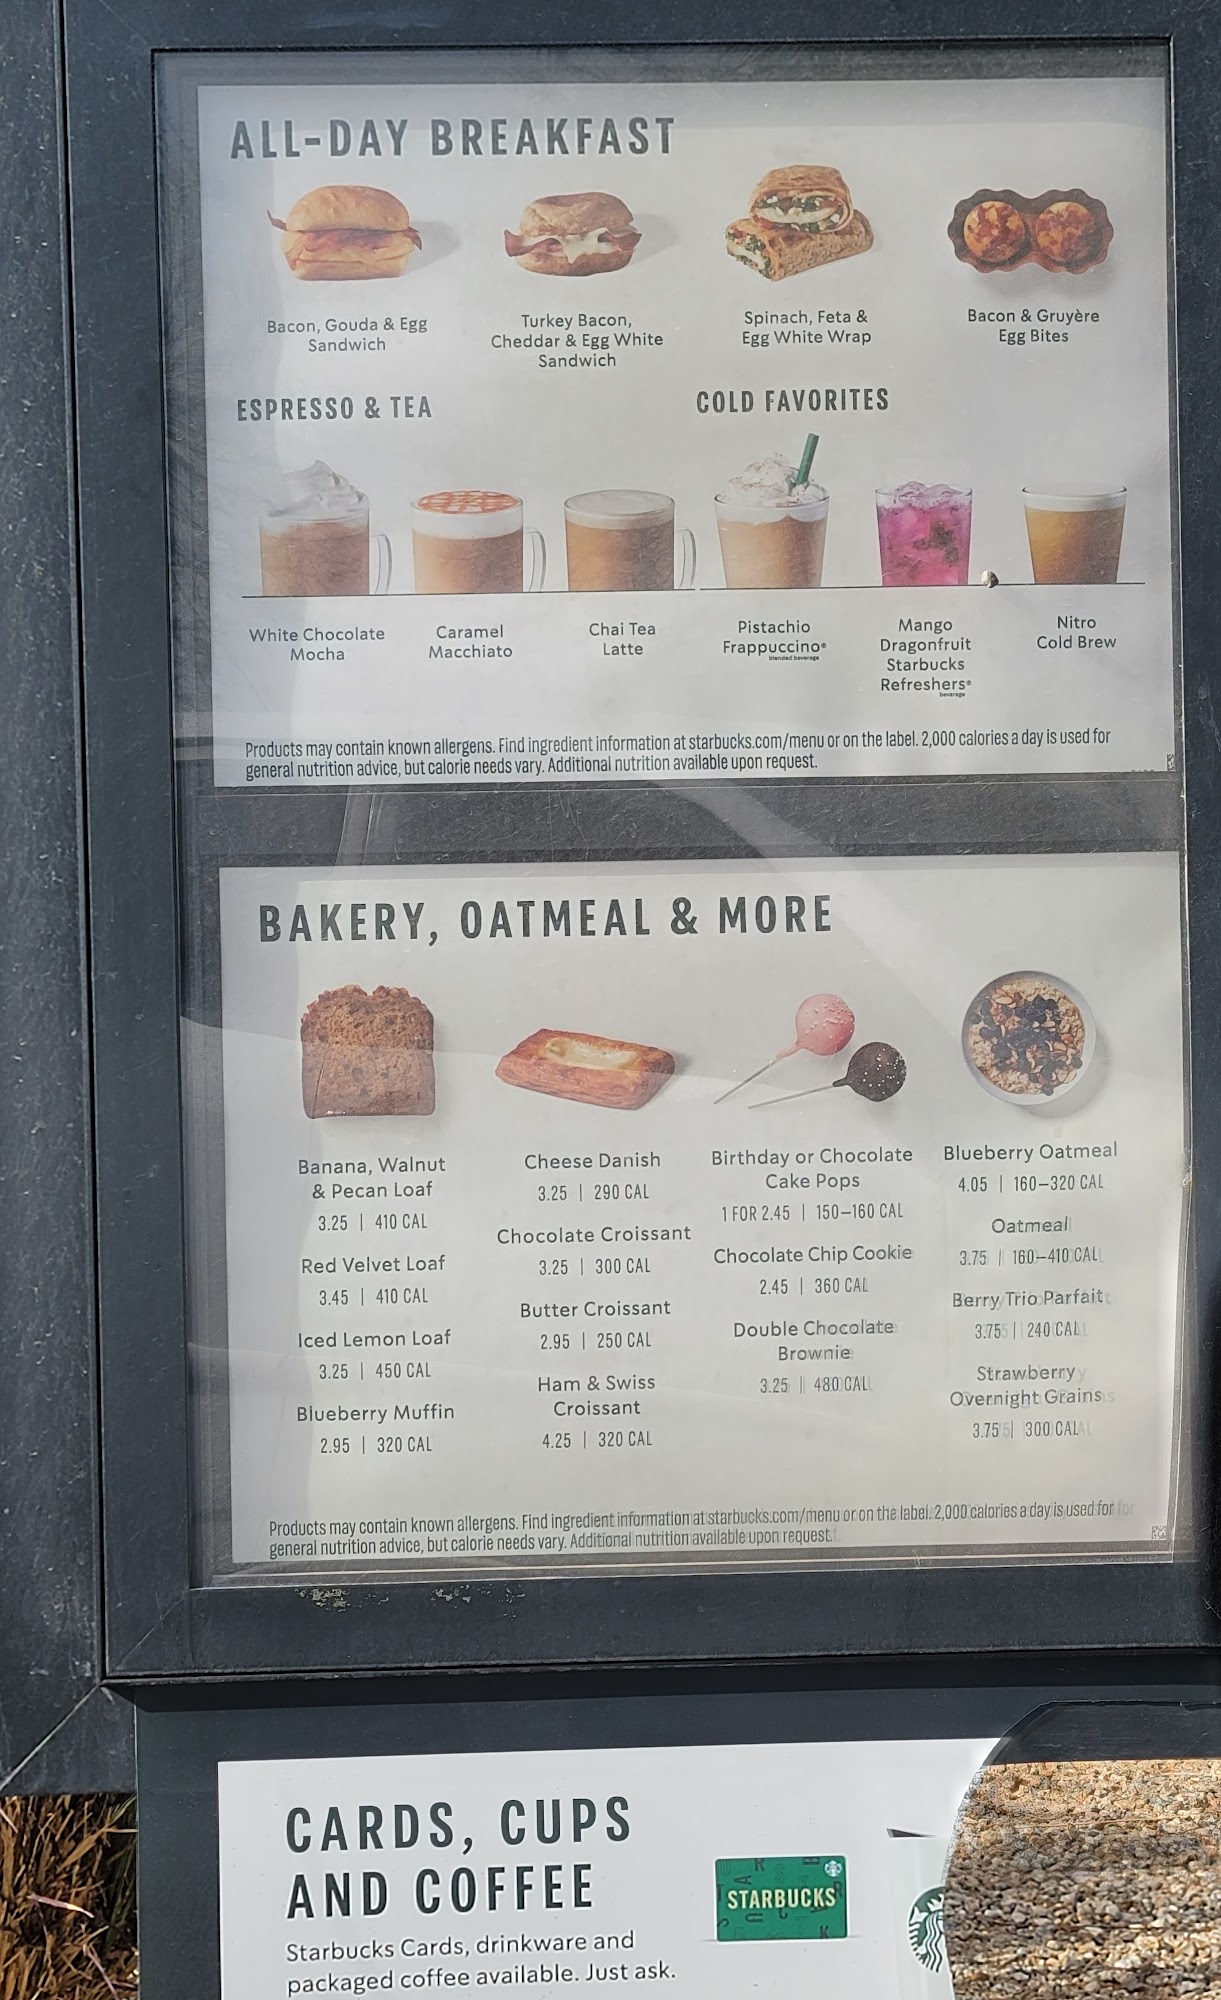 ALL-DAY BREAKFAST
Bacon, Gouda & Egg
Sandwich
Turkey Bacon,
Cheddar & Egg White
Sandwich
Spinach, Feta &
Egg White Wrap
Bacon & Gruyère
Egg Bites
ESPRESSO & TEA
White Chocolate
Mocha
Caramel
Macchiato
Chai Tea
Latte
COLD FAVORITES
Pistachio
Frappuccino®
blended beverage
Mango
Dragonfruit
Starbucks
Refreshers®
beverage
Nitro
Cold Brew
Products may contain known allergens. Find ingredient information at starbucks.com/menu or on the label. 2,000 calories a day is used for
general nutrition advice, but calorie needs vary. Additional nutrition available upon request.
BAKERY, OATMEAL & MORE
Banana, Walnut
& Pecan Loaf
3.25 | 410 CAL
Red Velvet Loaf
3.45 | 410 CAL
Iced Lemon Loaf
3.25 | 450 CAL
Blueberry Muffin
2.95 | 320 CAL
Cheese Danish
3.25 | 290 CAL
Chocolate Croissant
3.25 | 300 CAL
Butter Croissant
2.95 | 250 CAL
Ham & Swiss
Croissant
4.25 | 320 CAL
Birthday or Chocolate
Cake Pops
1 FOR 2.45 | 150–160 CAL
Chocolate Chip Cookie
2.45 | 360 CAL
Double Chocolate
Brownie
3.25 | 480 CAL
Blueberry Oatmeal
4.05 | 160–320 CAL
Oatmeal
3.75 | 160–410 CAL
Berry Trio Parfait
3.75 | 240 CAL
Strawberry
Overnight Grains
3.75 | 300 CAL
Products may contain known allergens. Find ingredient information at starbucks.com/menu or on the label. 2,000 calories a day is used for
general nutrition advice, but calorie needs vary. Additional nutrition available upon request.
CARDS, CUPS
AND COFFEE
Starbucks Cards, drinkware and
packaged coffee available. Just ask.
STARBUCKS